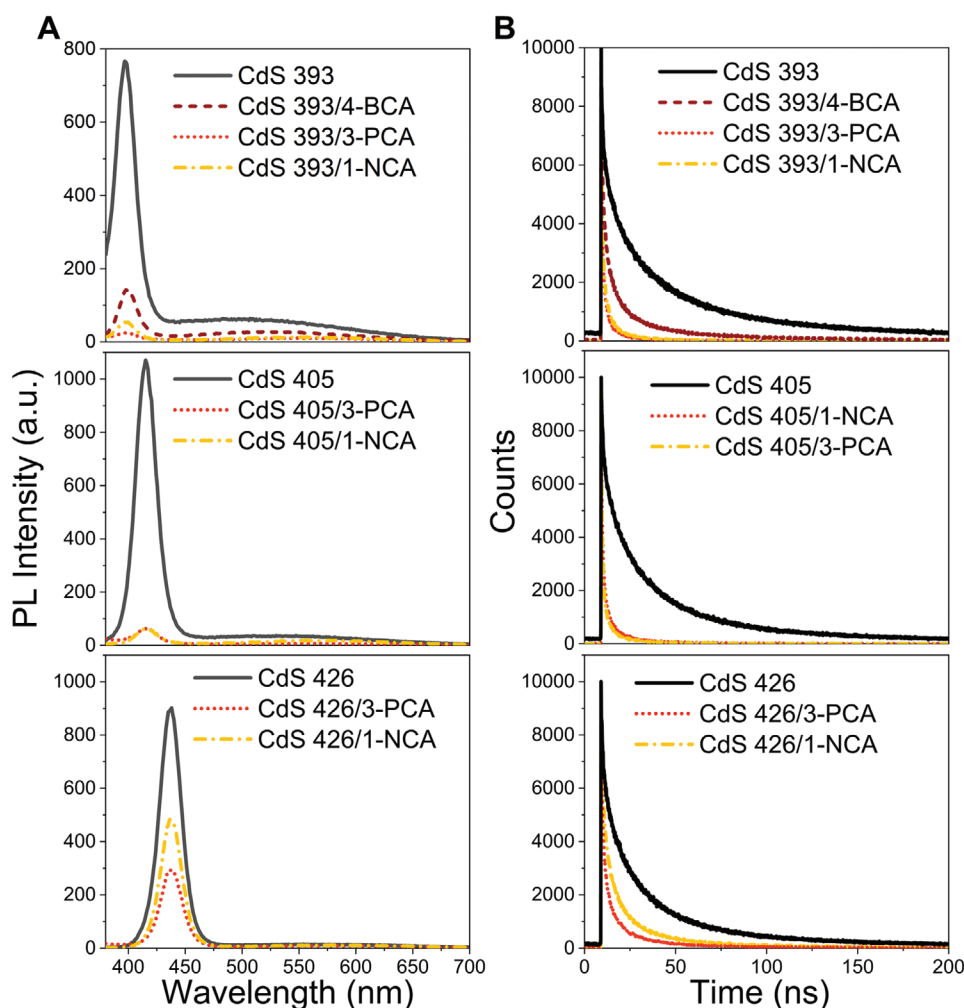 A
B
PL Intensity (a.u.)
800
600
400
200
0
CdS 393
CdS 393/4-BCA
CdS 393/3-PCA
CdS 393/1-NCA
1000
800
600
400
200
0
CdS 405
CdS 405/3-PCA
CdS 405/1-NCA
1000
800
600
400
200
0
CdS 426
CdS 426/3-PCA
CdS 426/1-NCA
400 450 500 550 600 650 700
Wavelength (nm)
Counts
10000
8000
6000
4000
2000
0
CdS 393
CdS 393/4-BCA
CdS 393/3-PCA
CdS 393/1-NCA
10000
8000
6000
4000
2000
0
CdS 405
CdS 405/1-NCA
CdS 405/3-PCA
10000
8000
6000
4000
2000
0
CdS 426
CdS 426/3-PCA
CdS 426/1-NCA
0 50 100 150 200
Time (ns)